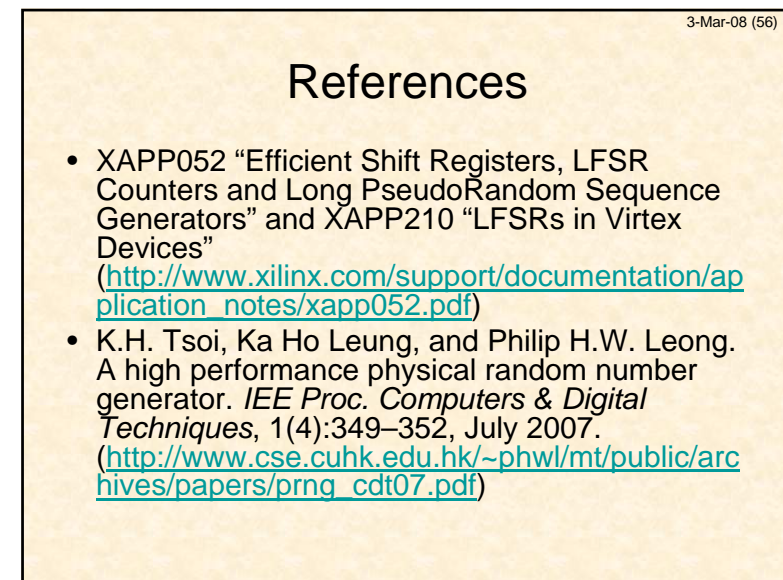 3-Mar-08 (56)
References
• XAPP052 “Efficient Shift Registers, LFSR
Counters and Long PseudoRandom Sequence
Generators” and XAPP210 “LFSRs in Virtex
Devices”
(http://www.xilinx.com/support/documentation/ap
plication_notes/xapp052.pdf)
• K.H. Tsoi, Ka Ho Leung, and Philip H.W. Leong.
A high performance physical random number
generator. IEE Proc. Computers & Digital
Techniques, 1(4):349–352, July 2007.
(http://www.cse.cuhk.edu.hk/~phwl/mt/public/arc
hives/papers/prng_cdt07.pdf)